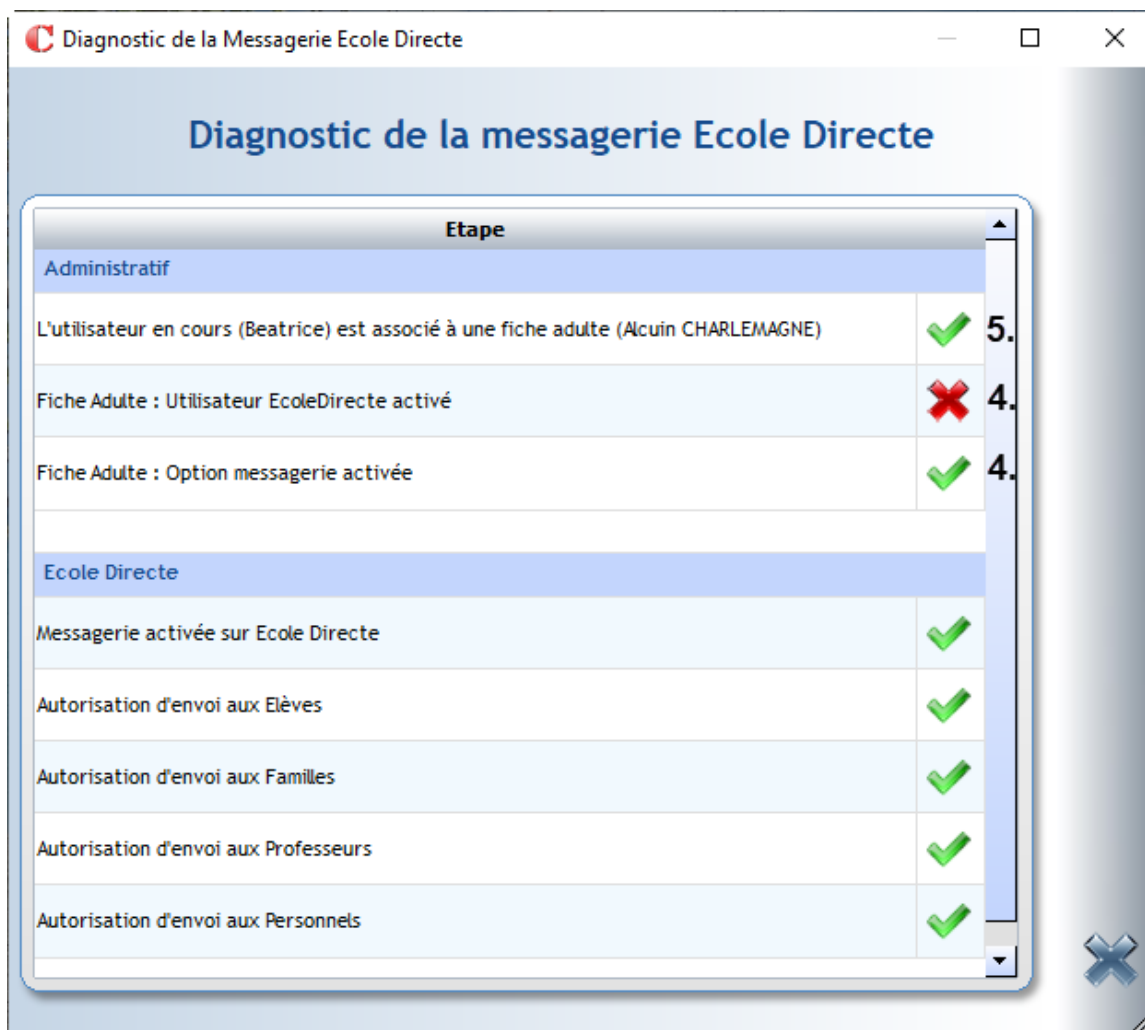 Diagnostic de la Messagerie Ecole Directe
Diagnostic de la messagerie Ecole Directe
Etape
Administratif
L'utilisateur en cours (Beatrice) est associé à une fiche adulte (Alcuin CHARLEMAGNE)
5.
Fiche Adulte : Utilisateur EcoleDirecte activé
4.
Fiche Adulte : Option messagerie activée
4.
Ecole Directe
Messagerie activée sur Ecole Directe
Autorisation d'envoi aux Elèves
Autorisation d'envoi aux Familles
Autorisation d'envoi aux Professeurs
Autorisation d'envoi aux Personnels